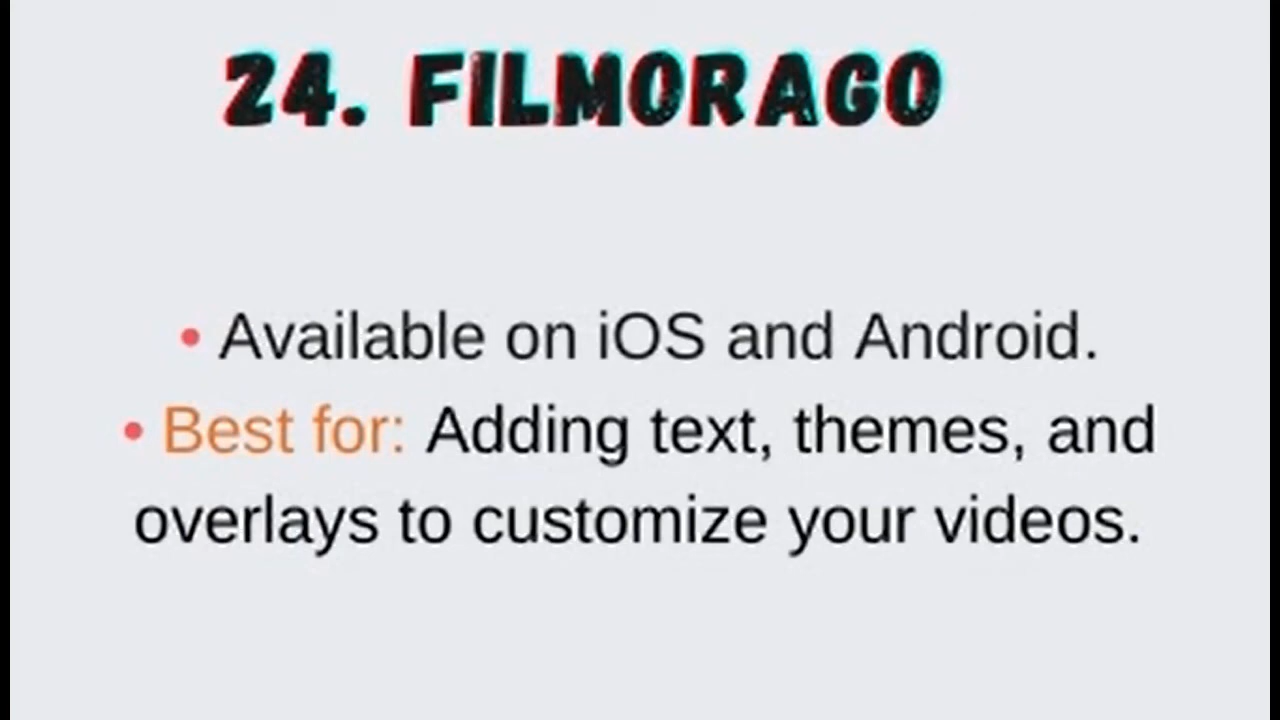 24. FILMORAGO
• Available on iOS and Android.
• Best for: Adding text, themes, and
overlays to customize your videos.